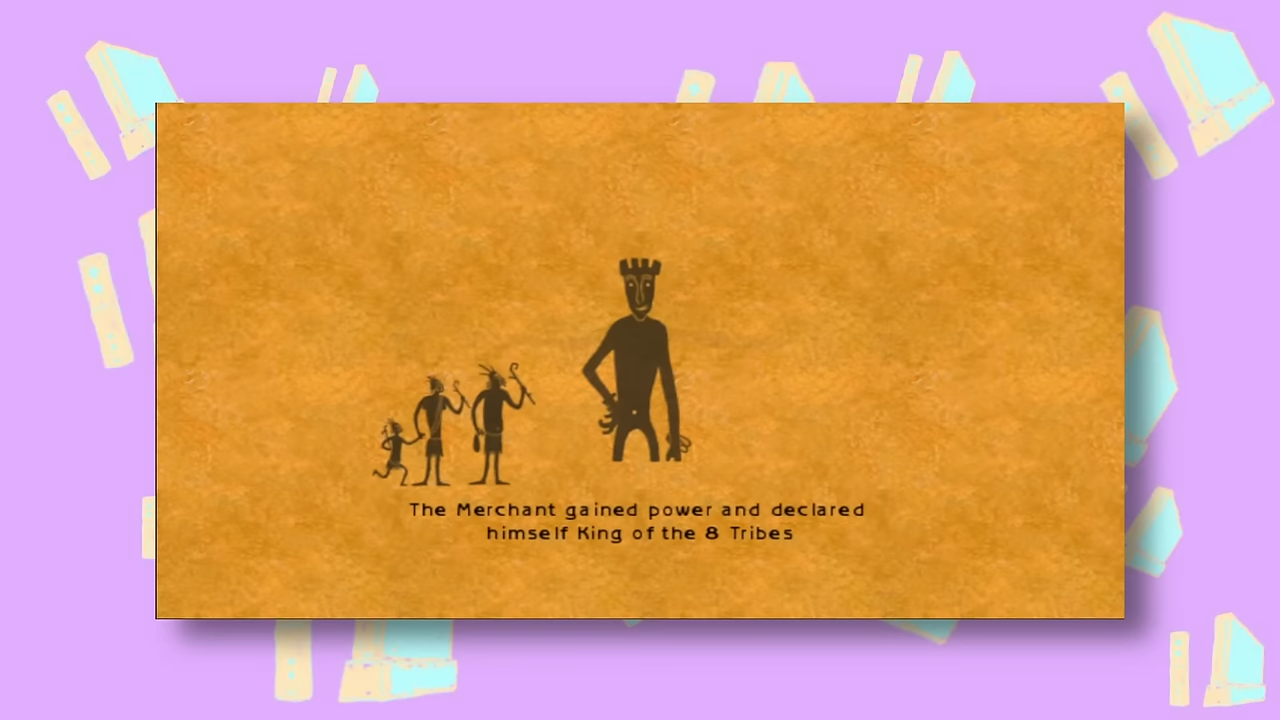 The Merchant gained power and declared
himself King of the 8 Tribes